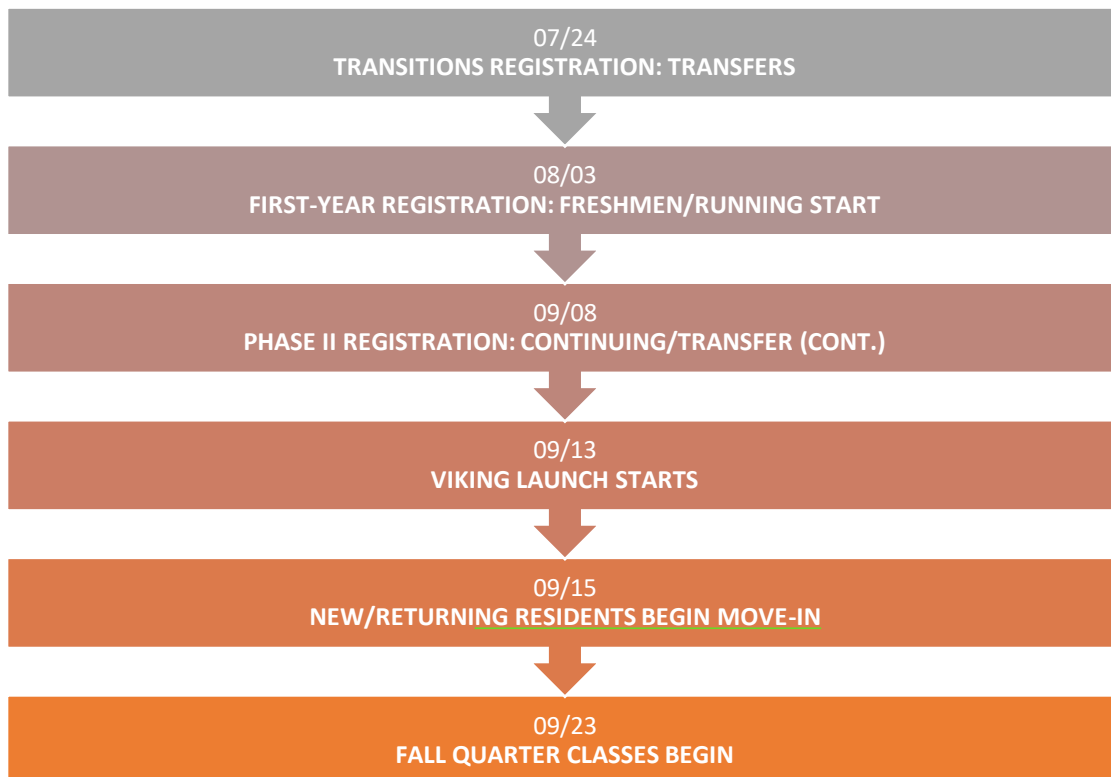 07/24
TRANSITIONS REGISTRATION: TRANSFERS
08/03
FIRST-YEAR REGISTRATION: FRESHMEN/RUNNING START
09/08
PHASE II REGISTRATION: CONTINUING/TRANSFER (CONT.)
09/13
VIKING LAUNCH STARTS
09/15
NEW/RETURNING RESIDENTS BEGIN MOVE-IN
09/23
FALL QUARTER CLASSES BEGIN